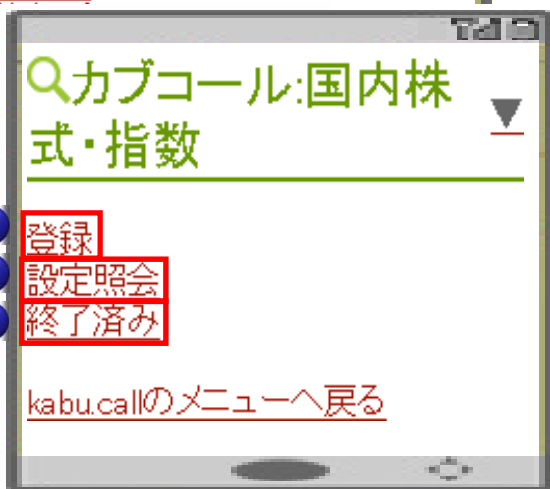 カブコール:国内株
式・指数
▼
登録
設定照会
終了済み
kabu.callのメニューへ戻る